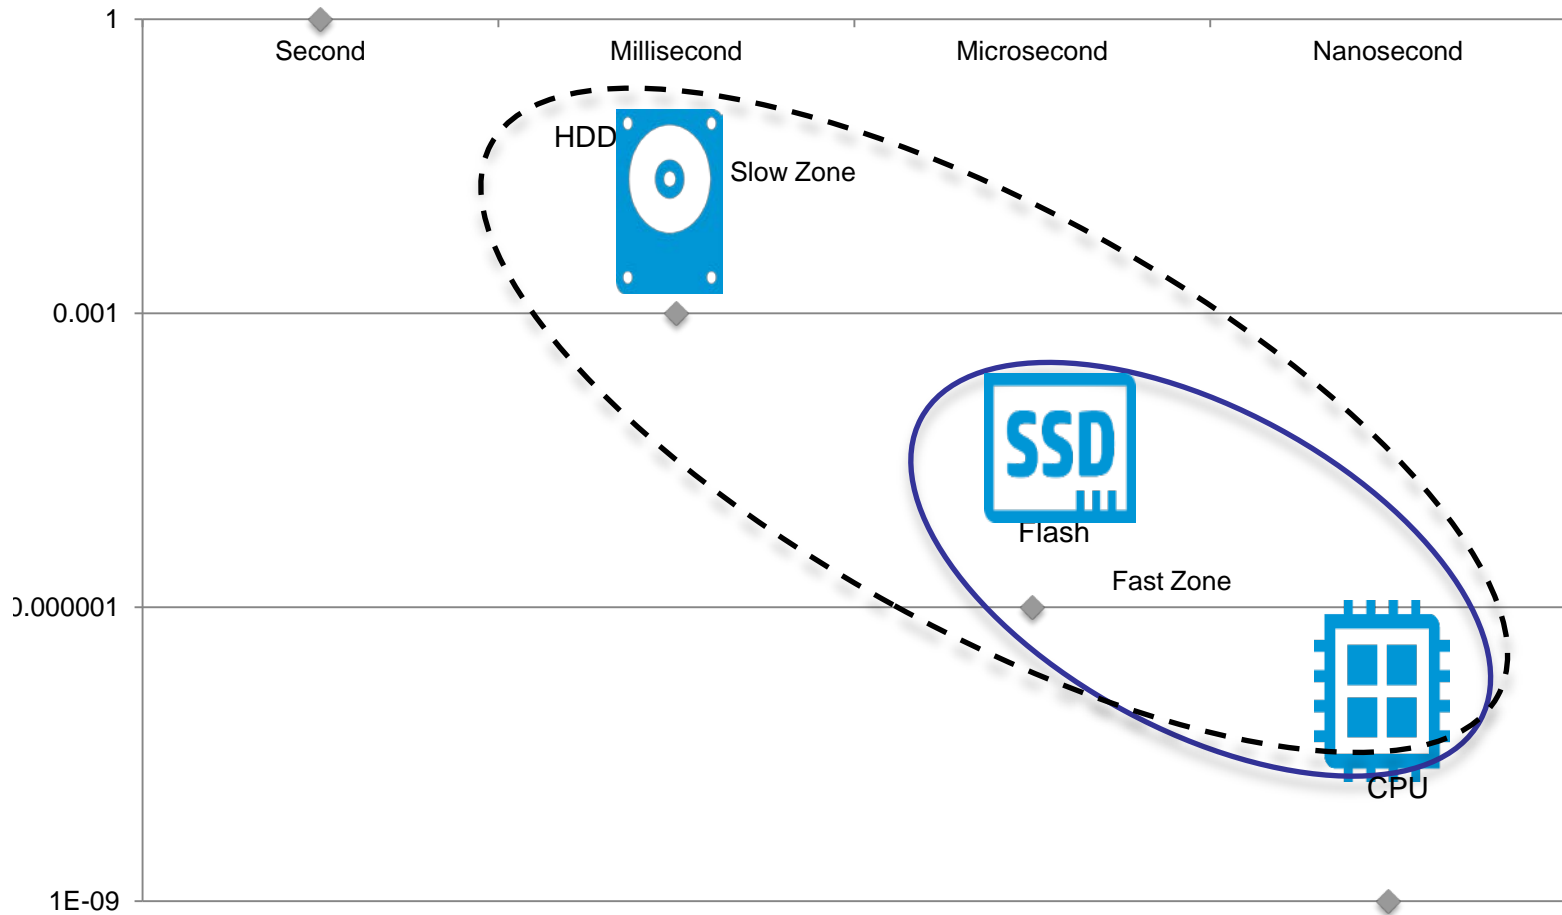 1
Second Millisecond Microsecond Nanosecond
HDD
Slow Zone
0.001
SSD
Flash
Fast Zone
0.000001
CPU
1E-09